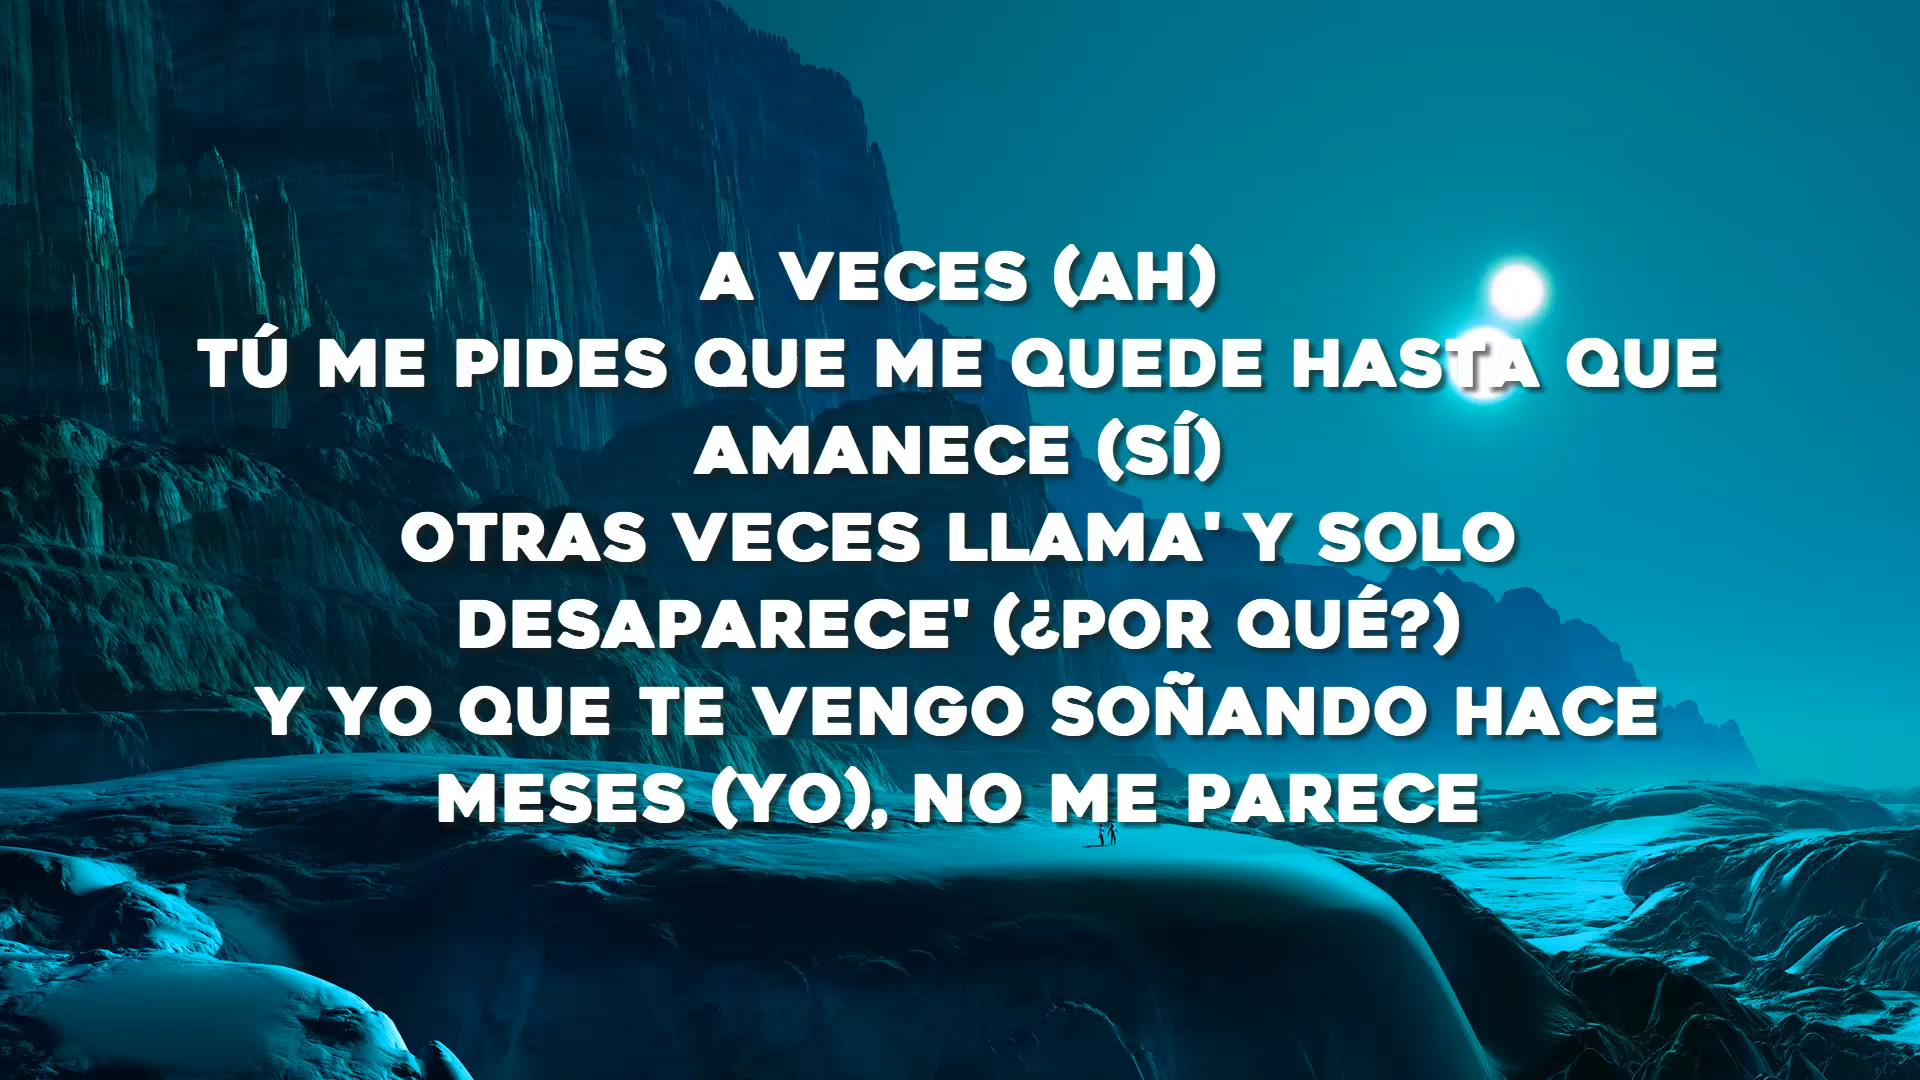 A VECES (AH)
TÚ ME PIDES QUE ME QUEDE HASTA QUE
AMANECE (SÍ)
OTRAS VECES LLAMA' Y SOLO
DESAPARECE' (¿POR QUÉ?)
Y YO QUE TE VENGO SOÑANDO HACE
MESES (YO), NO ME PARECE